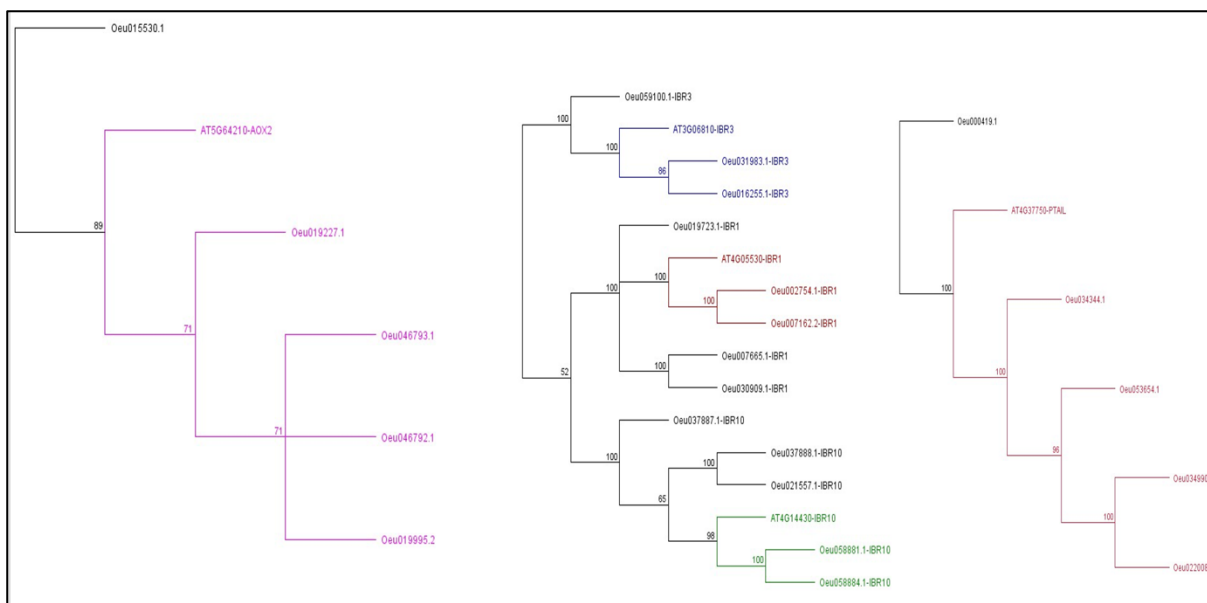 Oeu015530.1
AT5G64210-AOX2
89
Oeu019227.1
71
Oeu046793.1
71
Oeu046792.1
Oeu019995.2
Oeu059100.1-IBR3
100
AT3G06810-IBR3
100
Oeu031983.1-IBR3
86
Oeu016255.1-IBR3
Oeu019723.1-IBR1
AT4G05530-IBR1
100
100
Oeu002754.1-IBR1
100
Oeu007162.2-IBR1
Oeu007665.1-IBR1
100
Oeu030909.1-IBR1
52
Oeu037887.1-IBR10
100
Oeu037888.1-IBR10
100
Oeu021557.1-IBR10
65
AT4G14430-IBR10
98
Oeu058881.1-IBR10
100
Oeu058884.1-IBR10
Oeu000419.1
AT4G37750-PTAIL
100
Oeu034344.1
100
Oeu053654.1
96
Oeu034990
100
Oeu022008